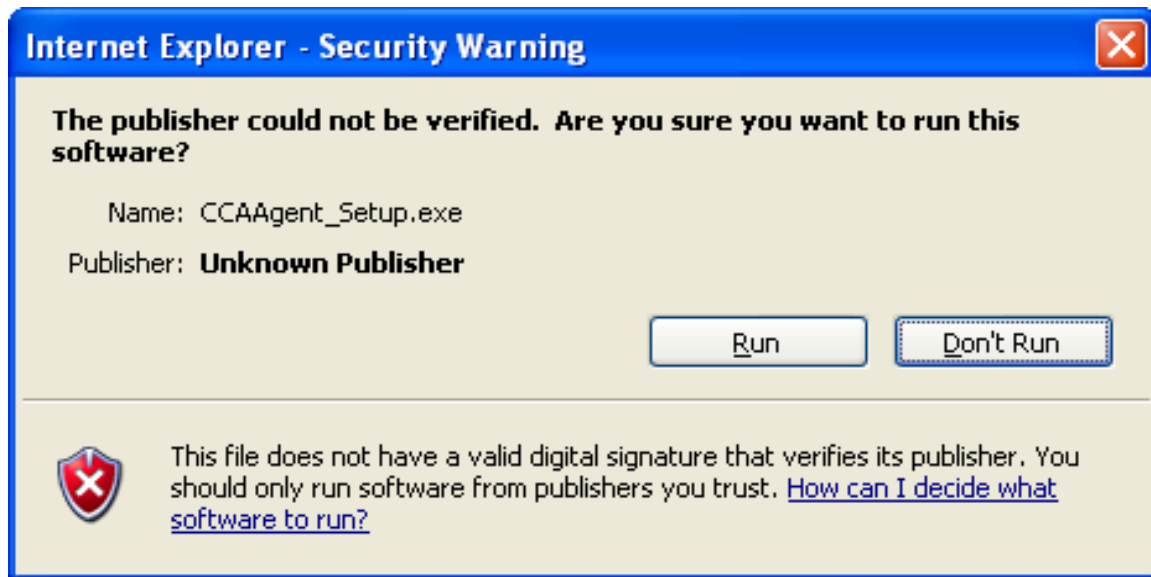 Internet Explorer - Security Warning
The publisher could not be verified.  Are you sure you want to run this
software?
Name: CCAAgent_Setup.exe
Publisher: Unknown Publisher
Run Don't Run
This file does not have a valid digital signature that verifies its publisher. You
should only run software from publishers you trust. How can I decide what
software to run?